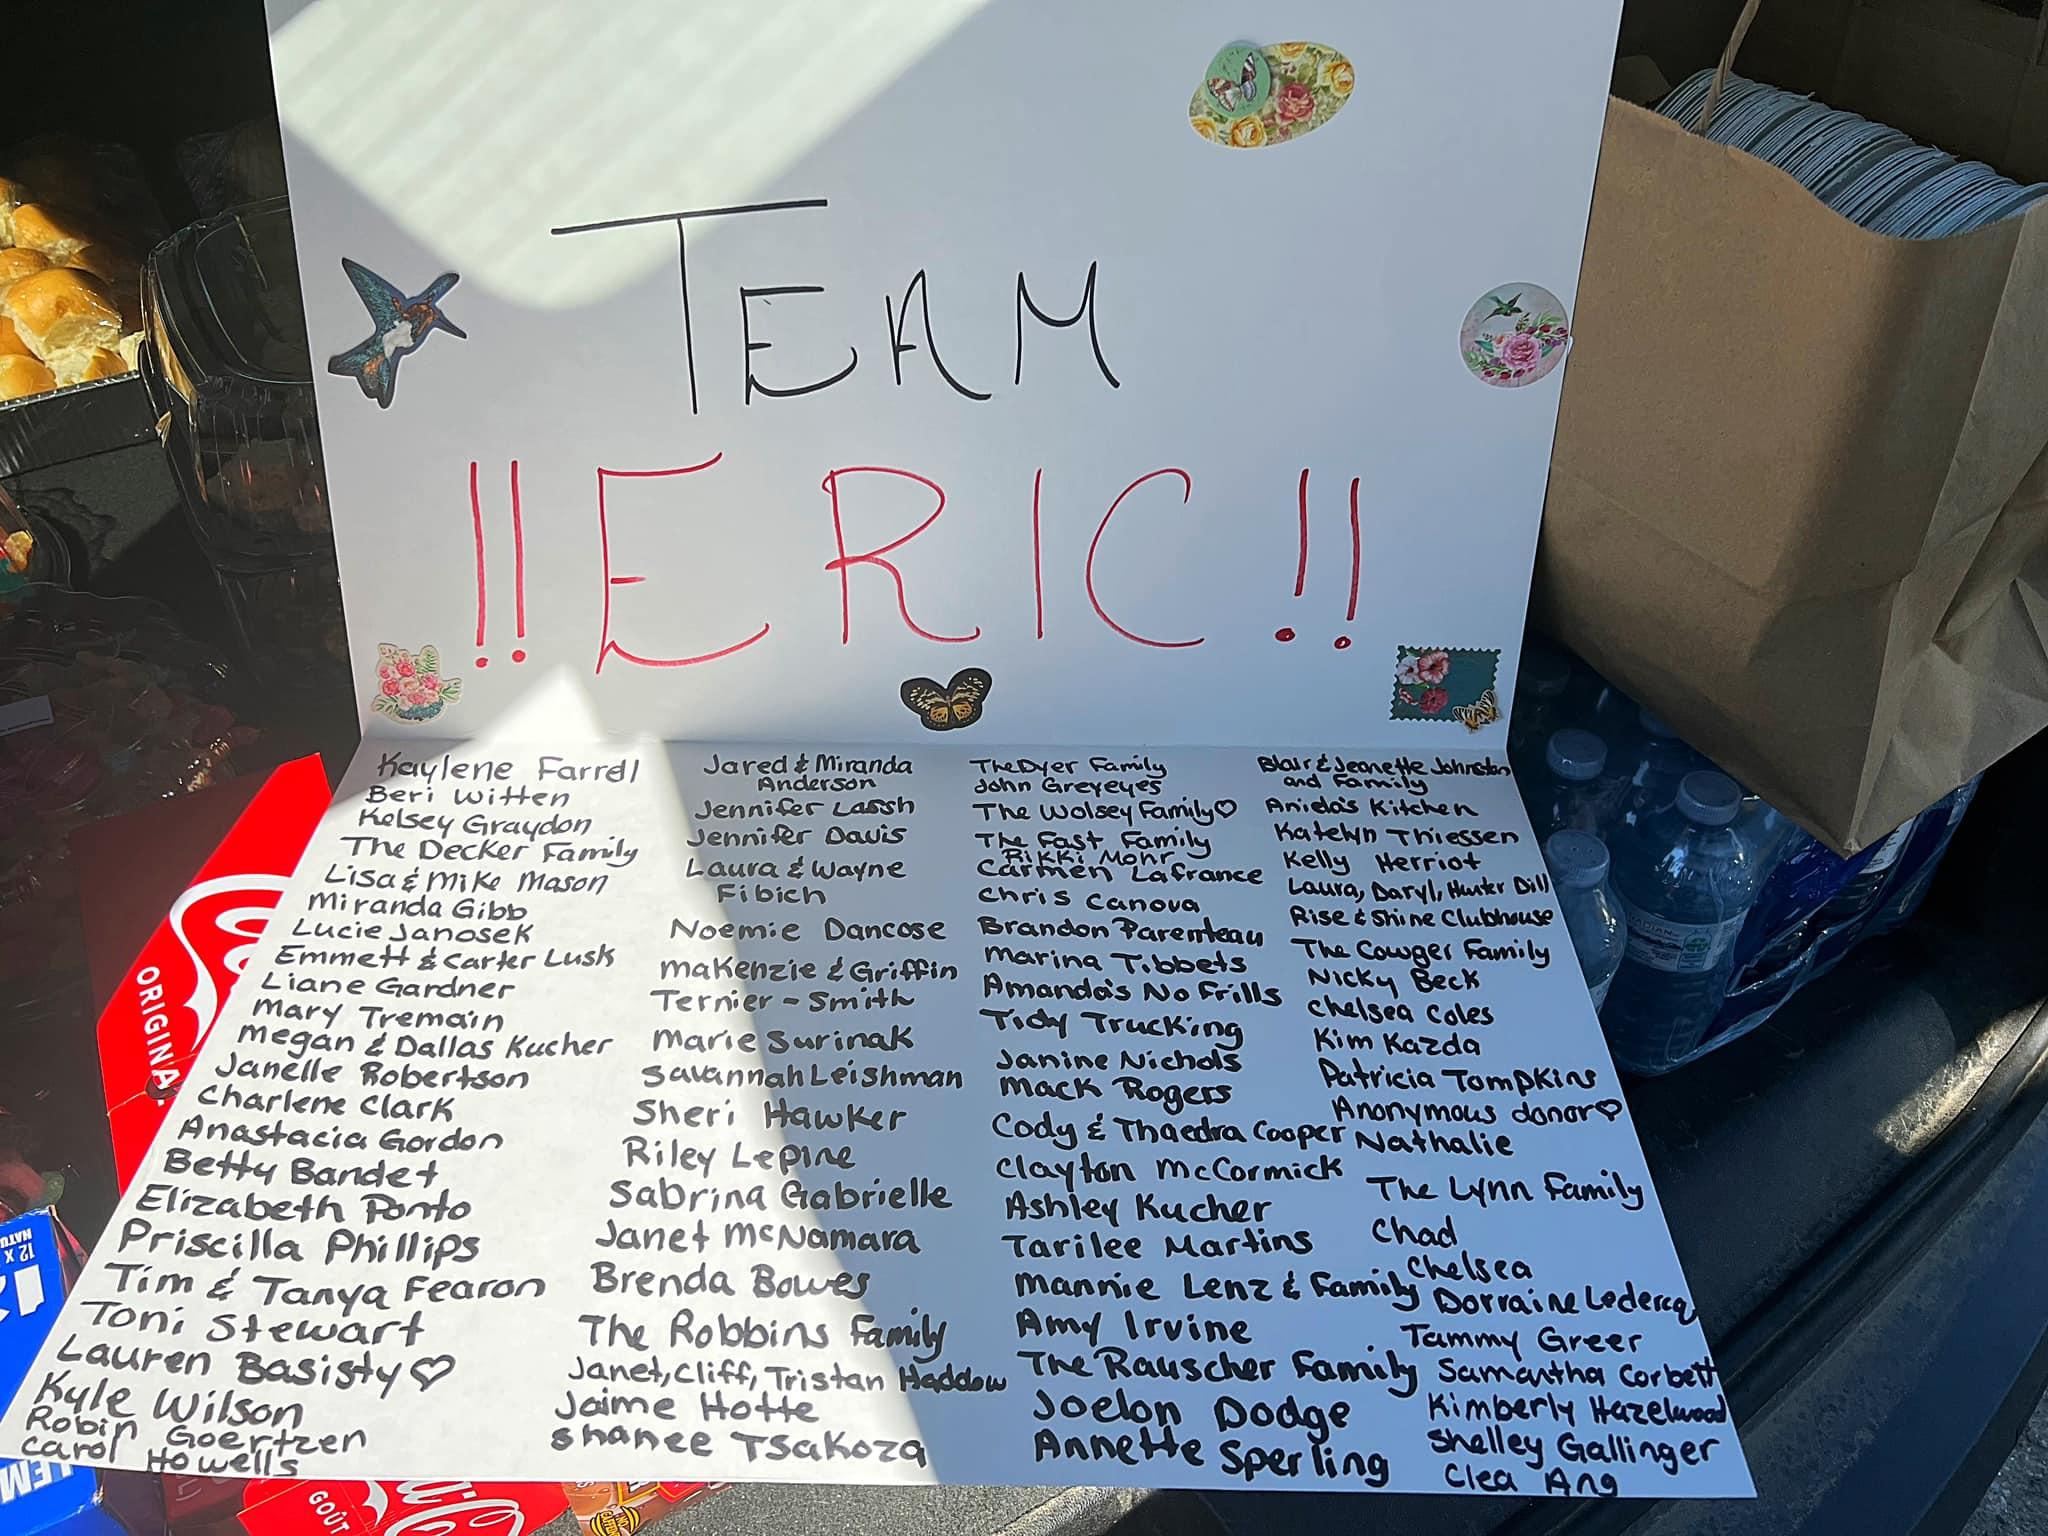 TEAM
!!ERIC!!
Kaylene Farrell
Beri Witten
Kelsey Graydon
The Decker Family
Lisa & Mike Mason
Miranda Gibb
Lucie Janosek
Emmett & Carter Lusk
Liane Gardner
Mary Tremain
Megan & Dallas Kucher
Janelle Robertson
Charlene Clark
Anastacia Gordon
Betty Bandet
Elizabeth Ponto
Priscilla Phillips
Tim & Tanya Fearon
Toni Stewart
Lauren Basisty♡
Kyle Wilson
Robin Goertzen
Carol Howells
Jared & Miranda
Anderson
Jennifer Lassh
Jennifer Davis
Laura & Wayne
Fibich
Noemie Dancose
Makenzie & Griffin
Ternier-Smith
Marie Surinak
Savannah Leishman
Sheri Hawker
Riley Lepine
Sabrina Gabrielle
Janet McNamara
Brenda Bowes
The Robbins Family
Janet, Cliff, Tristan Haddow
Jaime Hotte
Shanee Tsakoza
The Dyer Family
John Greyeyes
The Wolsey Family♡
The Fast Family
Rikki Mohr
Carmen Lafrance
Chris Canova
Brandon Parenteau
Marina Tibbets
Amanda's No Frills
Tidy Trucking
Janine Nichols
Mack Rogers
Cody & Thaedra Cooper
Clayton McCormick
Ashley Kucher
Tarilee Martins
Mannie Lenz & Family
Amy Irvine
The Rauscher Family
Joelon Dodge
Annette Sperling
Blair & Jeanette Johnston
and Family
Aniela's Kitchen
Katelyn Thiessen
Kelly Herriot
Laura, Daryl, Hunter Dill
Rise & Shine Clubhouse
The Cowger Family
Nicky Beck
Chelsea Coles
Kim Kazda
Patricia Tompkins
Anonymous donor♡
Nathalie
The Lynn Family
Chad
Chelsea
Dorraine Ledercq
Tammy Greer
Samantha Corbett
Kimberly Hazelwood
Shelley Gallinger
Clea Ang
ORIGINA
12 X
NATU
LEM
GOÛT